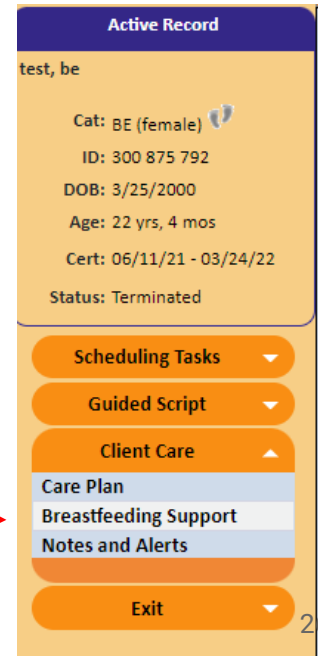 Active Record
test, be
Cat: BE (female)
ID: 300 875 792
DOB: 3/25/2000
Age: 22 yrs, 4 mos
Cert: 06/11/21 - 03/24/22
Status: Terminated
Scheduling Tasks
Guided Script
Client Care
Care Plan
Breastfeeding Support
Notes and Alerts
Exit
2